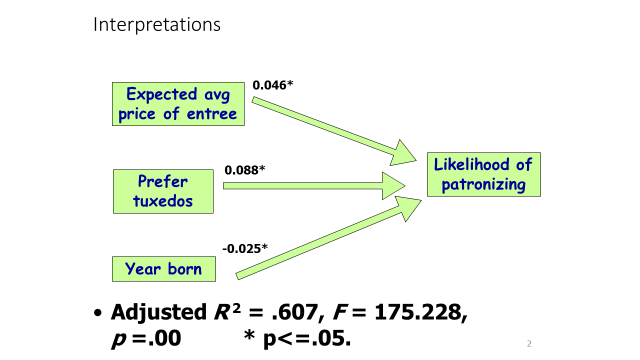 Interpretations
Expected avg
price of entree
0.046*
Prefer
tuxedos
0.088*
Likelihood of
patronizing
Year born
-0.025*
• Adjusted R² = .607, F = 175.228,
p =.00 * p<=.05.
2